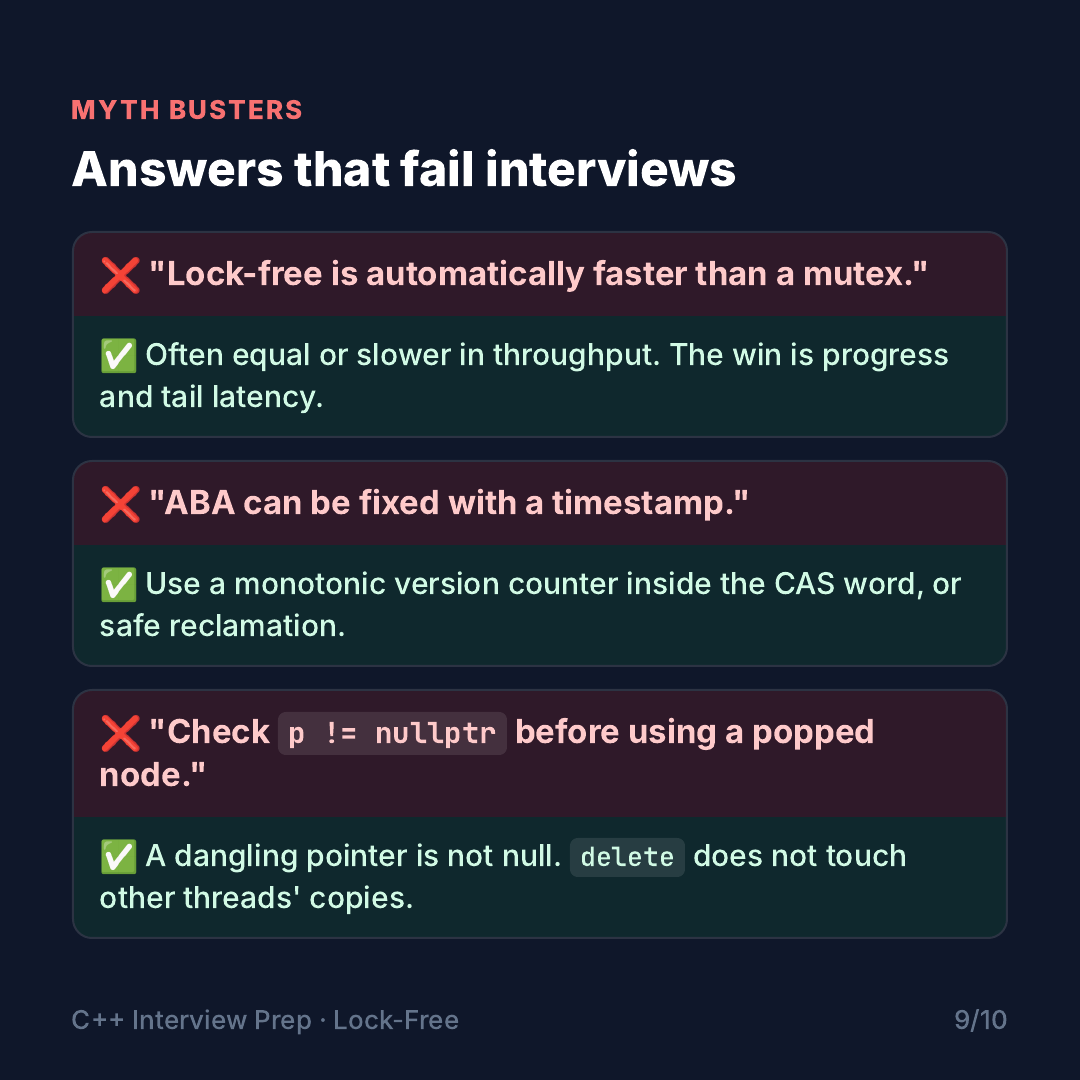 MYTH BUSTERS
Answers that fail interviews
❌ "Lock-free is automatically faster than a mutex."
✅ Often equal or slower in throughput. The win is progress
and tail latency.
❌ "ABA can be fixed with a timestamp."
✅ Use a monotonic version counter inside the CAS word, or
safe reclamation.
❌ "Check p != nullptr before using a popped
node."
✅ A dangling pointer is not null. delete does not touch
other threads' copies.
C++ Interview Prep · Lock-Free
9/10